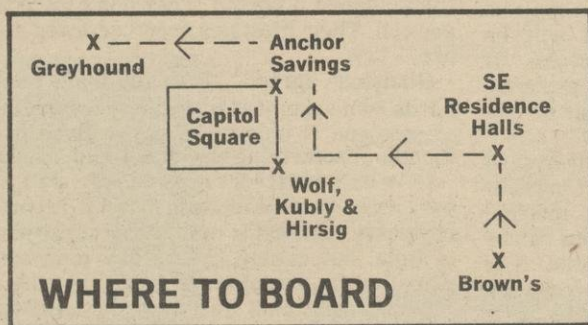 X
Greyhound
Anchor
Savings
X
Capitol
Square
X
Wolf,
Kubly &
Hirsig
SE
Residence
Halls
X
X
Brown's
WHERE TO BOARD